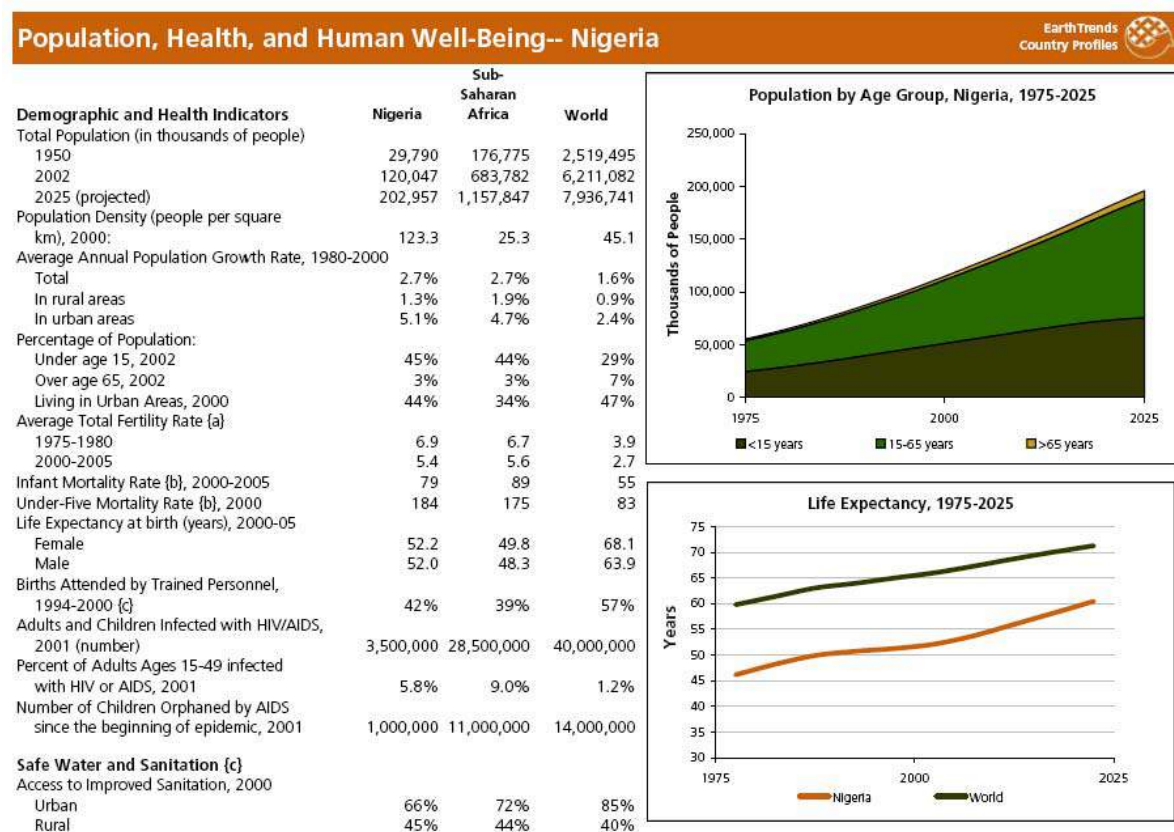 Population, Health, and Human Well-Being-- Nigeria
EarthTrends
Country Profiles
Sub-
Saharan
Demographic and Health Indicators Nigeria Africa World
Total Population (in thousands of people)
1950 29,790 176,775 2,519,495
2002 120,047 683,782 6,211,082
2025 (projected) 202,957 1,157,847 7,936,741
Population Density (people per square
km), 2000: 123.3 25.3 45.1
Average Annual Population Growth Rate, 1980-2000
Total 2.7% 2.7% 1.6%
In rural areas 1.3% 1.9% 0.9%
In urban areas 5.1% 4.7% 2.4%
Percentage of Population:
Under age 15, 2002 45% 44% 29%
Over age 65, 2002 3% 3% 7%
Living in Urban Areas, 2000 44% 34% 47%
Average Total Fertility Rate {a}
1975-1980 6.9 6.7 3.9
2000-2005 5.4 5.6 2.7
Infant Mortality Rate {b}, 2000-2005 79 89 55
Under-Five Mortality Rate {b}, 2000 184 175 83
Life Expectancy at birth (years), 2000-05
Female 52.2 49.8 68.1
Male 52.0 48.3 63.9
Births Attended by Trained Personnel,
1994-2000 {c} 42% 39% 57%
Adults and Children Infected with HIV/AIDS,
2001 (number) 3,500,000 28,500,000 40,000,000
Percent of Adults Ages 15-49 infected
with HIV or AIDS, 2001 5.8% 9.0% 1.2%
Number of Children Orphaned by AIDS
since the beginning of epidemic, 2001 1,000,000 11,000,000 14,000,000
Safe Water and Sanitation {c}
Access to Improved Sanitation, 2000
Urban 66% 72% 85%
Rural 45% 44% 40%
Population by Age Group, Nigeria, 1975-2025
Thousands of People
250,000
200,000
150,000
100,000
50,000
0
1975 2000 2025
<15 years 15-65 years >65 years
Life Expectancy, 1975-2025
Years
75
70
65
60
55
50
45
40
35
30
1975 2000 2025
Nigeria World